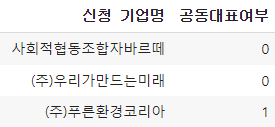 신청 기업명 공동대표여부
사회적협동조합자바르떼 0
(주)우리가만드는미래 0
(주)푸른환경코리아 1